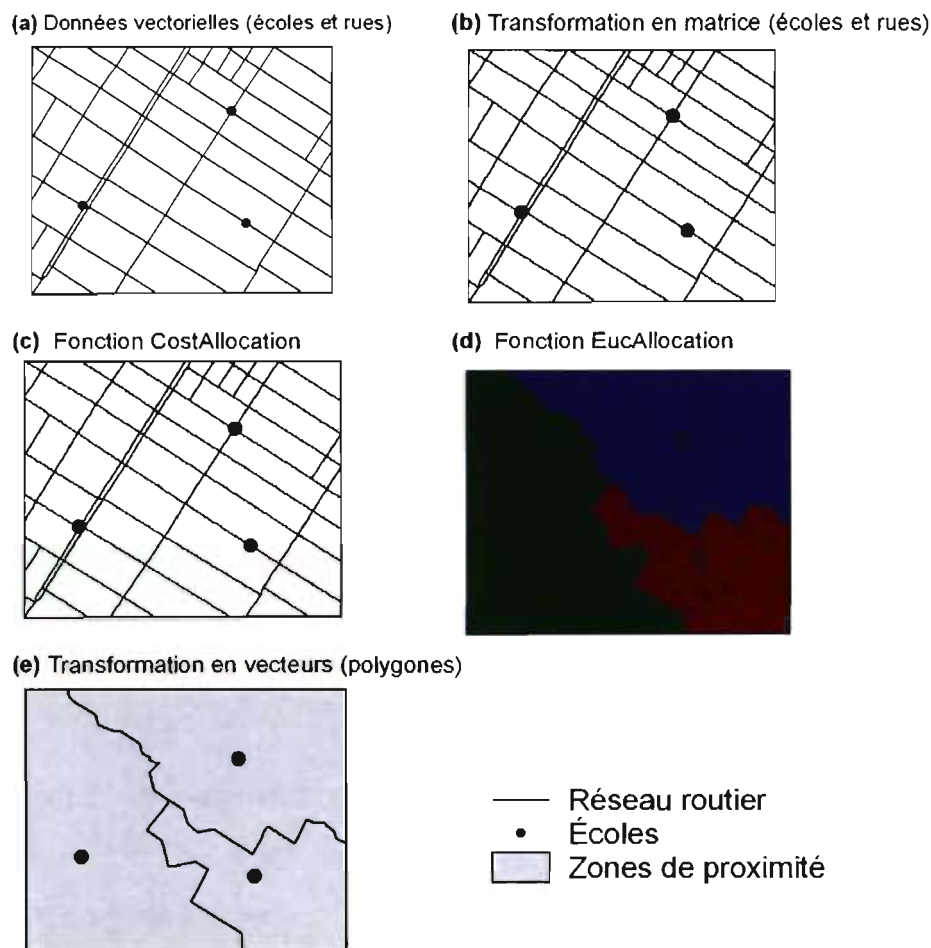 (a) Données vectorielles (écoles et rues)
(b) Transformation en matrice (écoles et rues)
(c) Fonction CostAllocation
(d) Fonction EucAllocation
(e) Transformation en vecteurs (polygones)
Réseau routier
Écoles
Zones de proximité